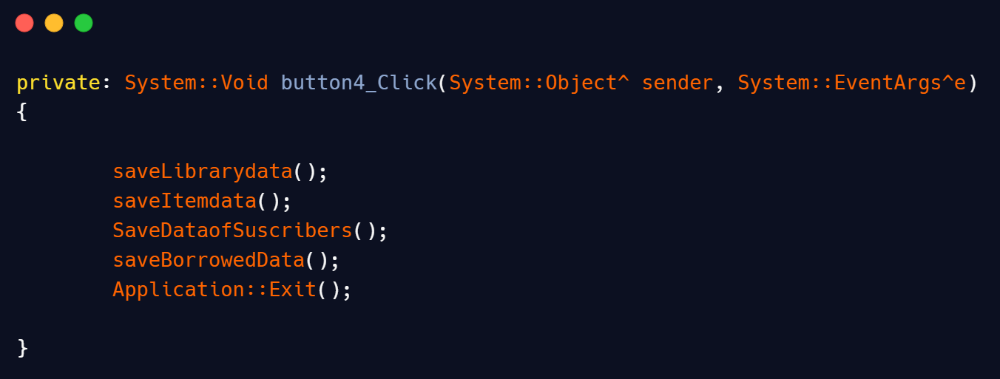 private: System::Void button4_Click(System::Object^ sender, System::EventArgs^e)
{
saveLibrarydata();
saveItemdata();
SaveDataofSuscribers();
saveBorrowedData();
Application::Exit();
}